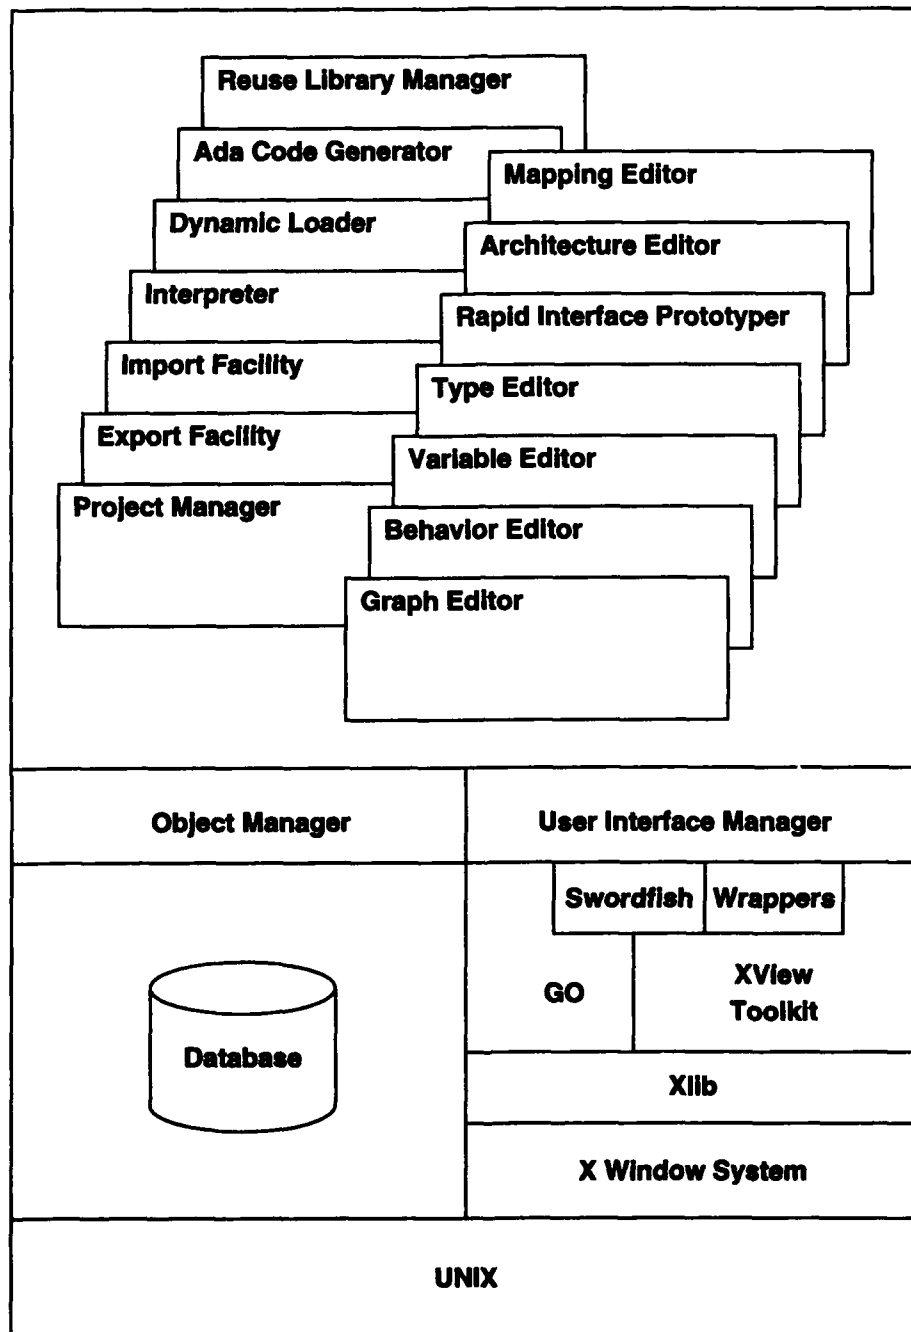 Reuse Library Manager
Ada Code Generator
Mapping Editor
Dynamic Loader
Architecture Editor
Interpreter
Rapid Interface Prototyper
Import Facility
Type Editor
Export Facility
Variable Editor
Project Manager
Behavior Editor
Graph Editor
Object Manager
User Interface Manager
Swordfish
Wrappers
GO
XView
Toolkit
Database
Xlib
X Window System
UNIX